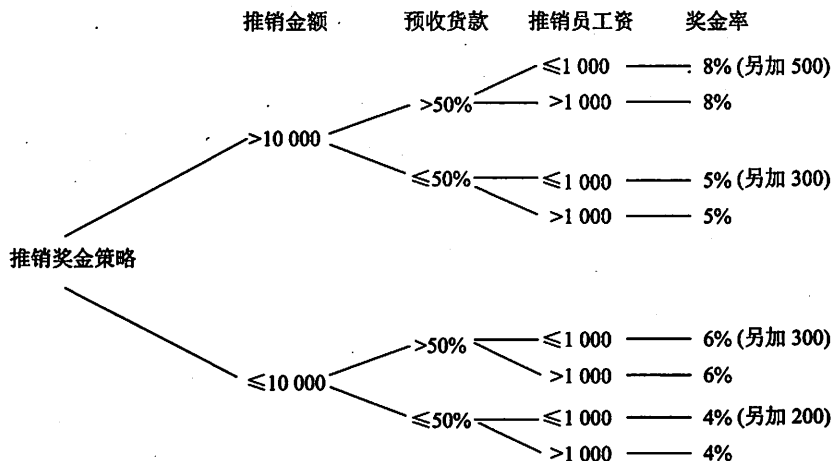 推销金额 预收货款 推销员工资 奖金率
≤1 000 8% (另加 500)
>50% >1 000 8%
>10 000
≤50% ≤1 000 5% (另加 300)
>1 000 5%
推销奖金策略
>50% ≤1 000 6% (另加 300)
>1 000 6%
≤10 000
≤50% ≤1 000 4% (另加 200)
>1 000 4%